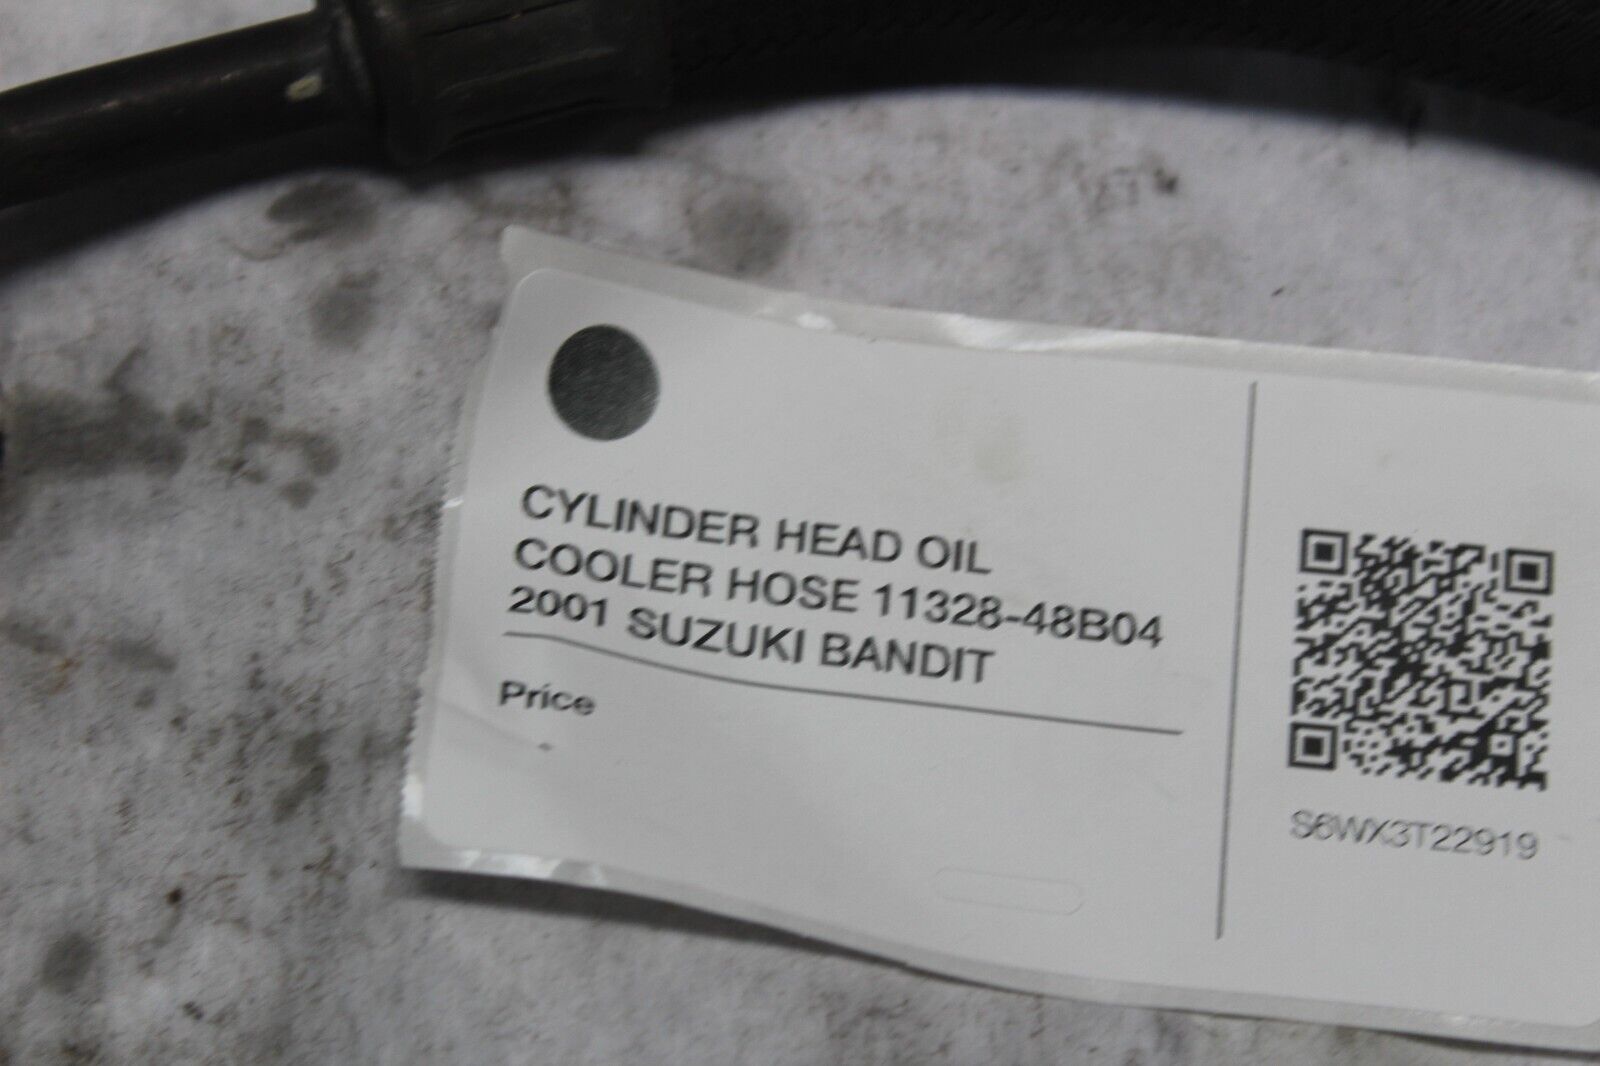 CYLINDER HEAD OIL
COOLER HOSE 11328-48B04
2001 SUZUKI BANDIT
Price
S6WX3T22919